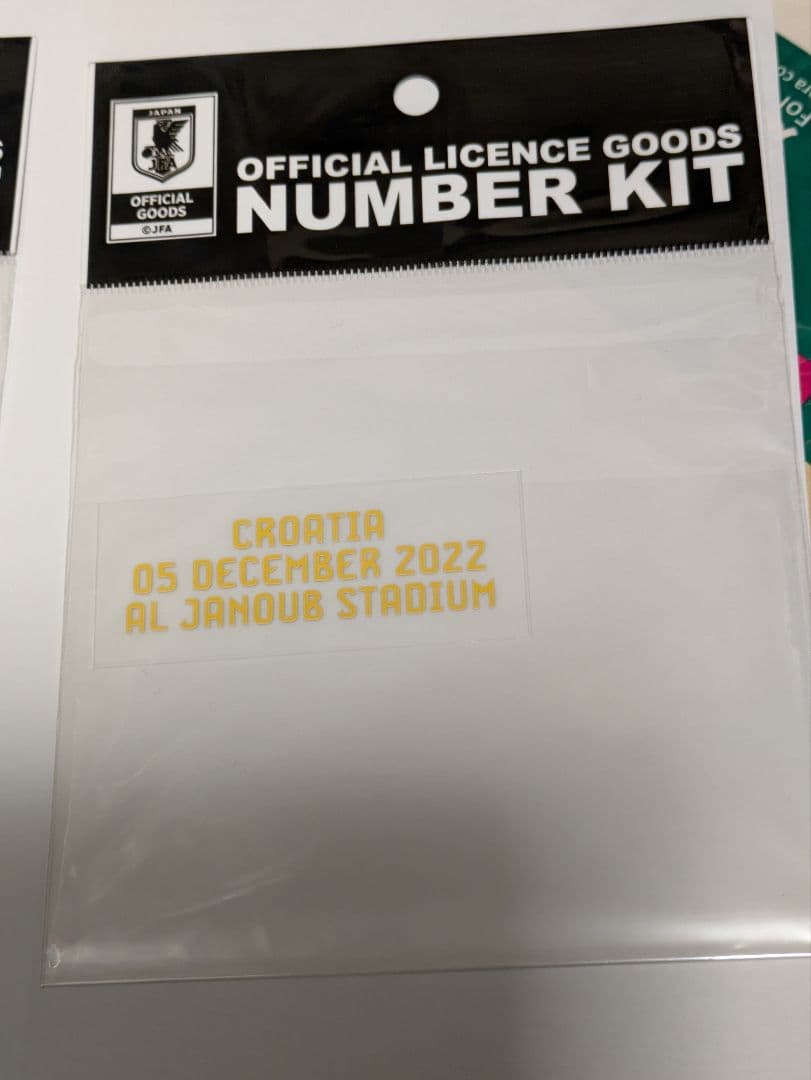 JAPAN
JFA
OFFICIAL
GOODS
©JFA
OFFICIAL LICENCE GOODS
NUMBER KIT
CROATIA
05 DECEMBER 2022
AL JANOUB STADIUM